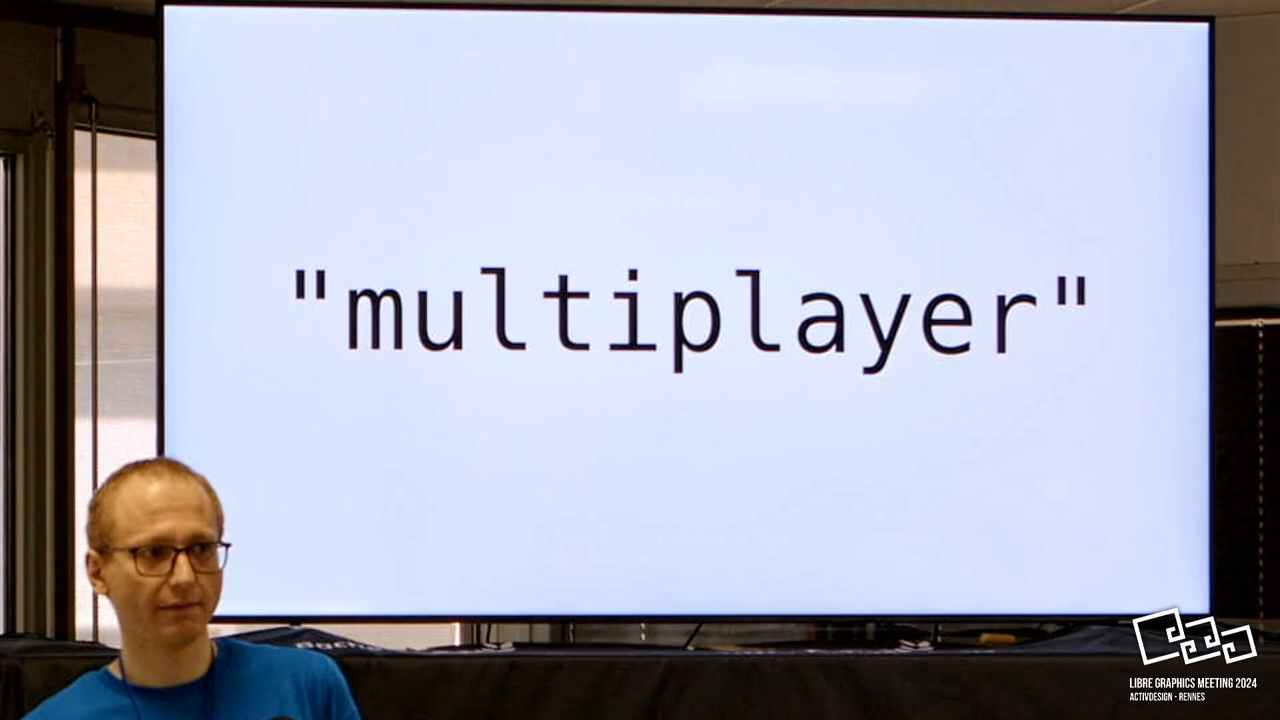 "multiplayer"
LIBRE GRAPHICS MEETING 2024
ACTIVDESIGN - RENNES